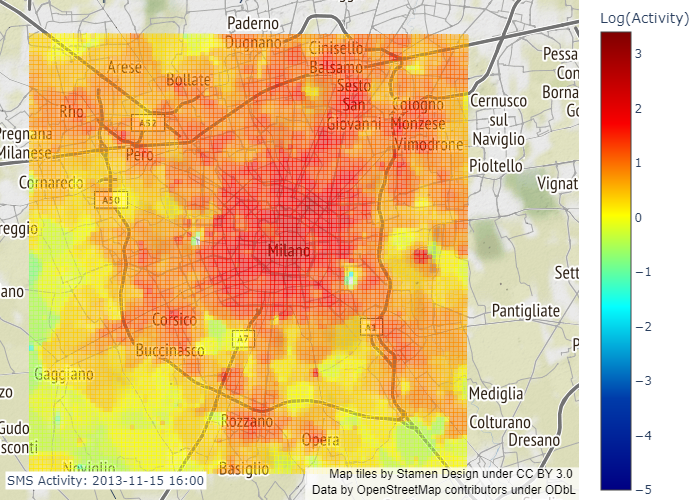 Paderno
Dugnano
Cinisello
Balsamo
Arese
Bollate
Sesto
San
Giovanni
Cologno
Monzese
Pessa
Con
Borna
Go
Rho
A52
Cernusco
sul
Naviglio
Pregnana
Milanese
Pero
Vimodrone
Pioltello
Cornaredo
A50
Vignat
reggio
Milano
Sett
ano
Pantigliate
Corsico
A7
A1
Buccinasco
P
Gaggiano
zo
Mediglia
Rozzano
Colturano
Gudo
sconti
Opera
Dresano
Noviglio
Basiglio
SMS Activity: 2013-11-15 16:00
Map tiles by Stamen Design under CC BY 3.0
Data by OpenStreetMap contributors under ODbL
Log(Activity)
3
2
1
0
−1
−2
−3
−4
−5